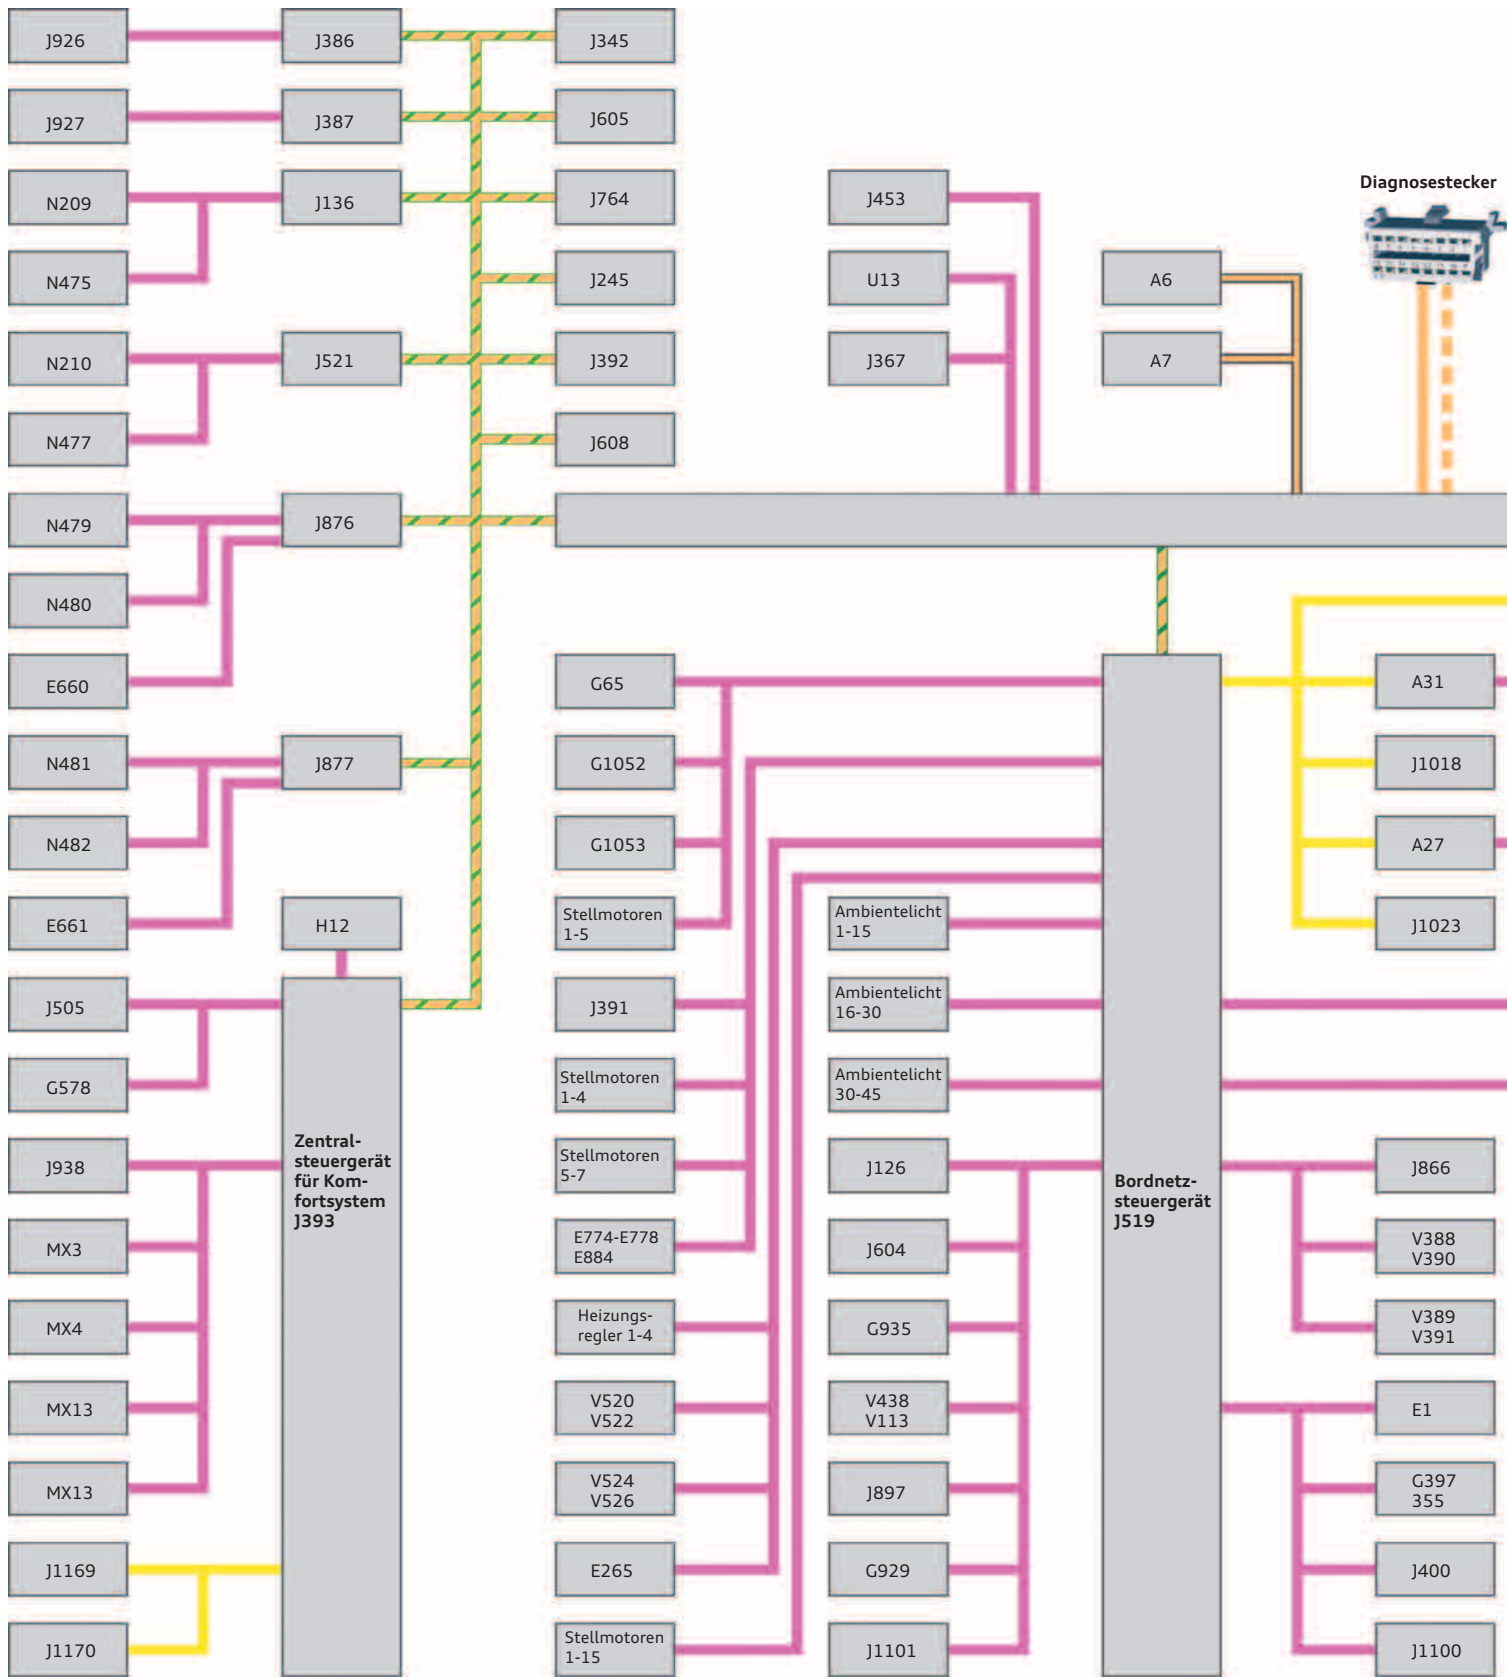 J926
J386
J345
J927
J387
J605
N209
J136
J764
J453
Diagnosestecker
N475
J245
U13
A6
N210
J521
J392
J367
A7
N477
J608
N479
J876
N480
E660
G65
A31
N481
J877
G1052
J1018
N482
G1053
A27
E661
H12
Stellmotoren
1-5
Ambientelicht
1-15
J1023
J505
J391
Ambientelicht
16-30
G578
Stellmotoren
1-4
Ambientelicht
30-45
Zentral-
steuergerät
für Kom-
fortsystem
J393
J938
Stellmotoren
5-7
J126
Bordnetz-
steuergerät
J519
J866
MX3
E774-E778
E884
J604
V388
V390
MX4
Heizungs-
regler 1-4
G935
V389
V391
MX13
V520
V522
V438
V113
E1
MX13
V524
V526
J897
G397
355
J1169
E265
G929
J400
J1170
Stellmotoren
1-15
J1101
J1100